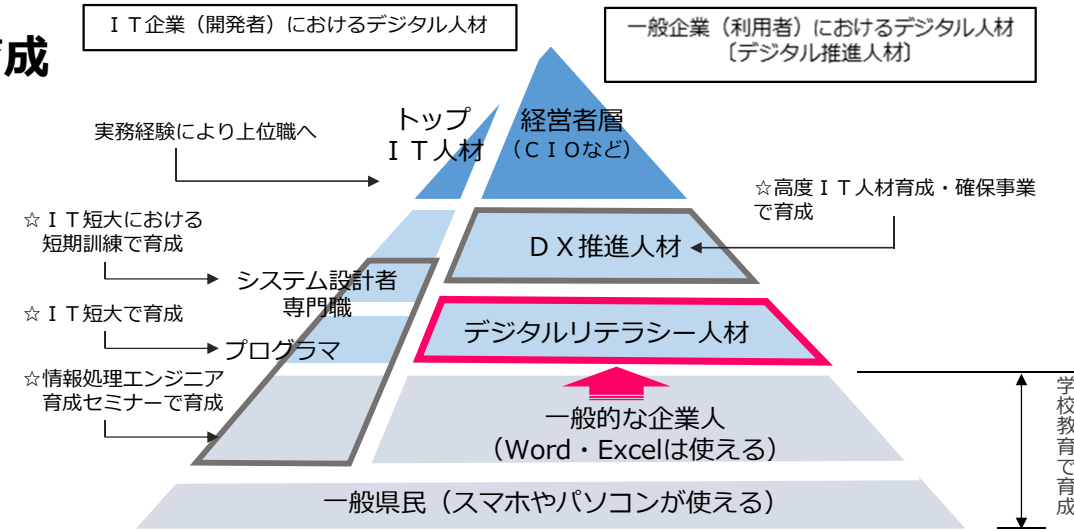 成
ＩＴ企業（開発者）におけるデジタル人材
一般企業（利用者）におけるデジタル人材
〔デジタル推進人材〕
実務経験により上位職へ
トップ
ＩＴ人材
経営者層
（ＣＩＯなど）
☆高度ＩＴ人材育成・確保事業
で育成
☆ＩＴ短大における
短期訓練で育成
ＤＸ推進人材
システム設計者
専門職
☆ＩＴ短大で育成
プログラマ
デジタルリテラシー人材
☆情報処理エンジニア
育成セミナーで育成
一般的な企業人
（Word・Excelは使える）
学校教育で育成
一般県民（スマホやパソコンが使える）